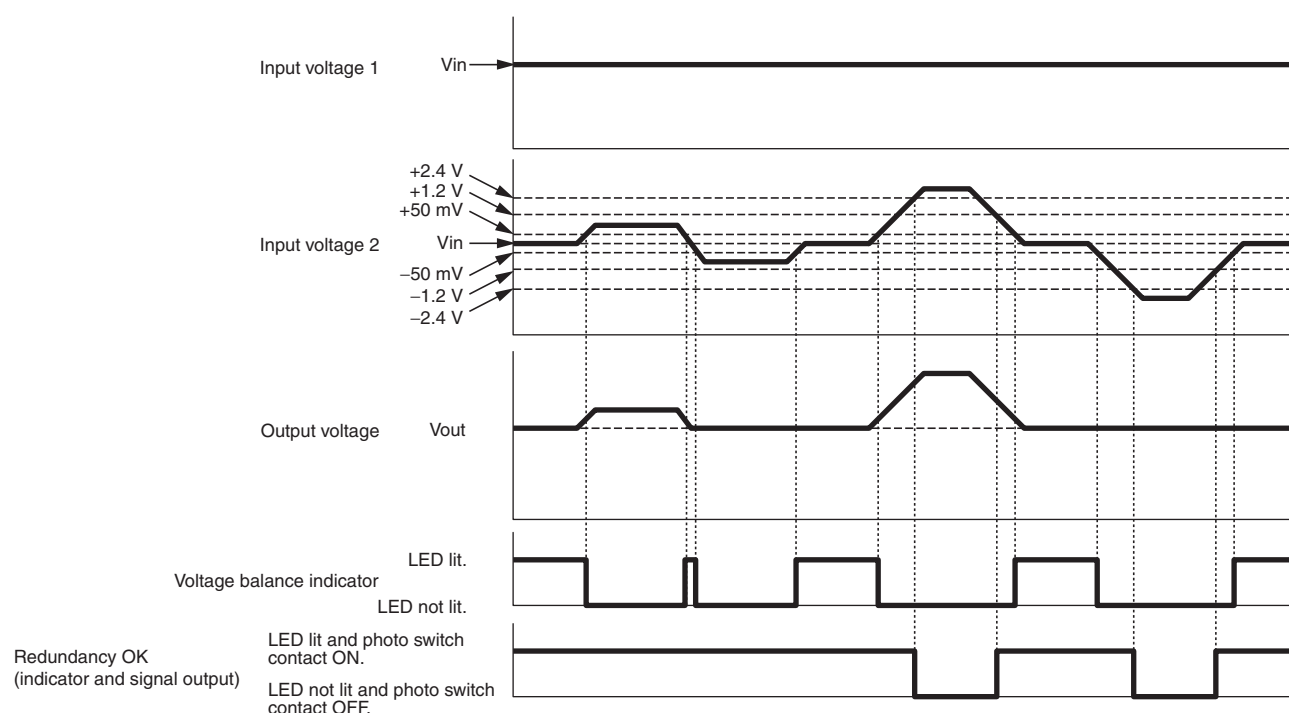 Input voltage 1
Vin
+2.4 V
+1.2 V
+50 mV
Input voltage 2
Vin
−50 mV
−1.2 V
−2.4 V
Output voltage
Vout
Voltage balance indicator
LED lit.
LED not lit.
Redundancy OK
(indicator and signal output)
LED lit and photo switch
contact ON.
LED not lit and photo switch
contact OFF.